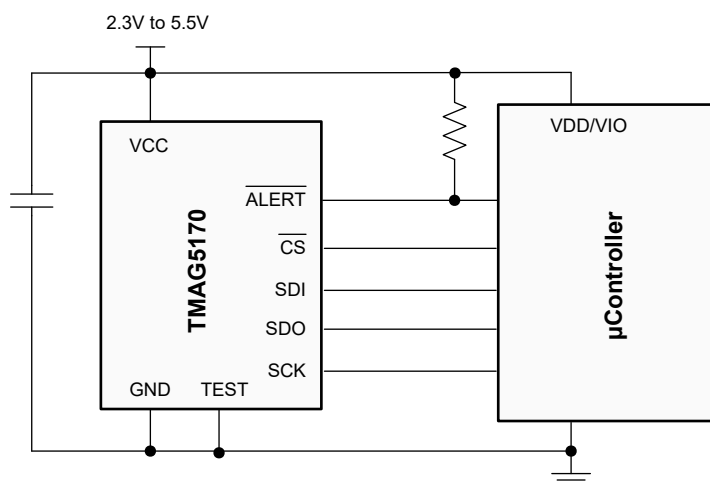 2.3V to 5.5V
VCC
VDD/VIO
ALERT
CS
SDI
SDO
SCK
TMAG5170
µController
GND TEST